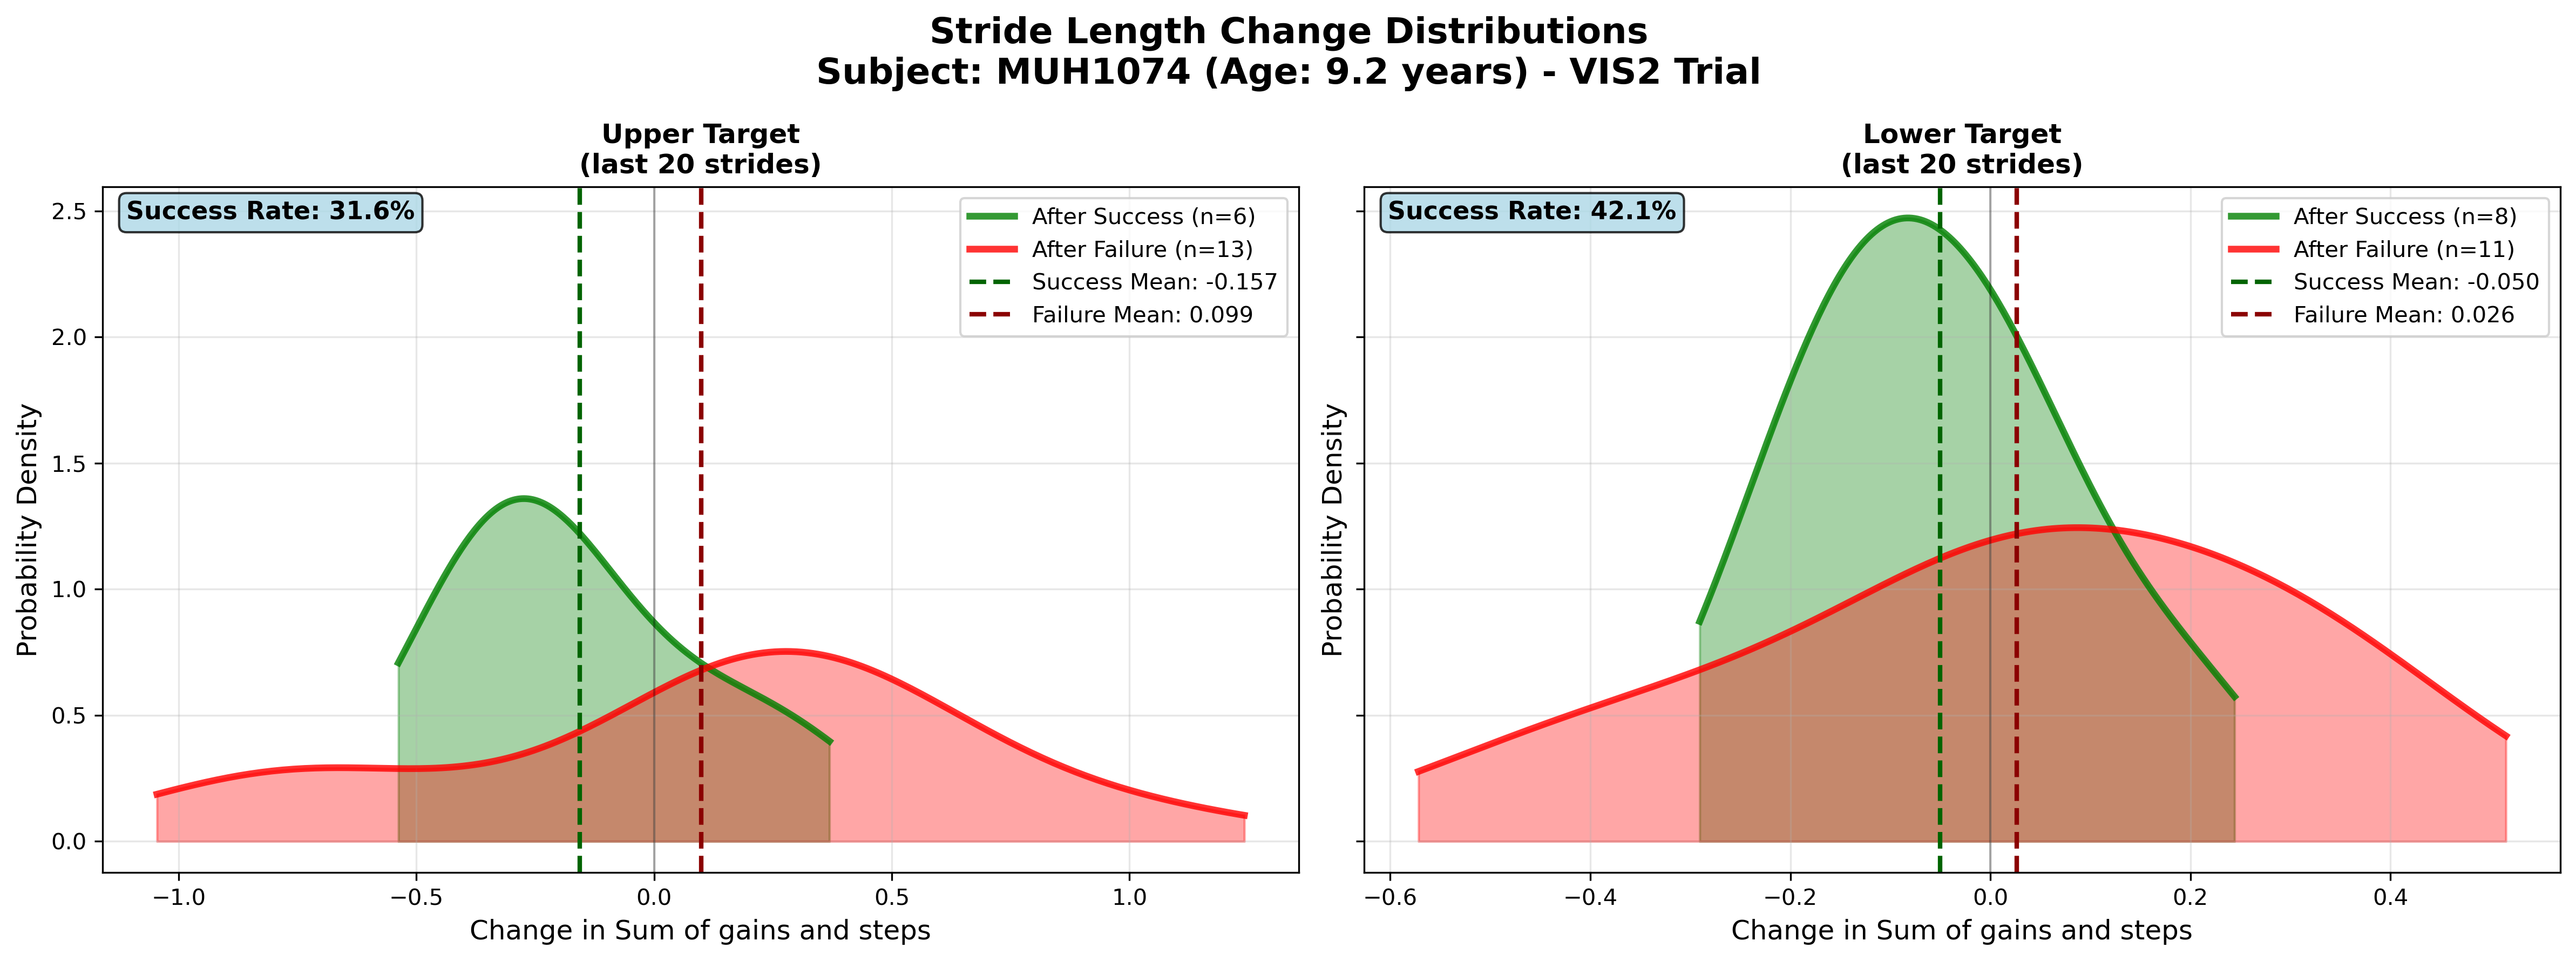 Stride Length Change Distributions
Subject: MUH1074 (Age: 9.2 years) - VIS2 Trial
Upper Target
(last 20 strides)
Success Rate: 31.6%
After Success (n=6)
After Failure (n=13)
Success Mean: -0.157
Failure Mean: 0.099
Probability Density
2.5
2.0
1.5
1.0
0.5
0.0
−1.0
−0.5
0.0
0.5
1.0
Change in Sum of gains and steps
Lower Target
(last 20 strides)
Success Rate: 42.1%
After Success (n=8)
After Failure (n=11)
Success Mean: -0.050
Failure Mean: 0.026
Probability Density
−0.6
−0.4
−0.2
0.0
0.2
0.4
Change in Sum of gains and steps